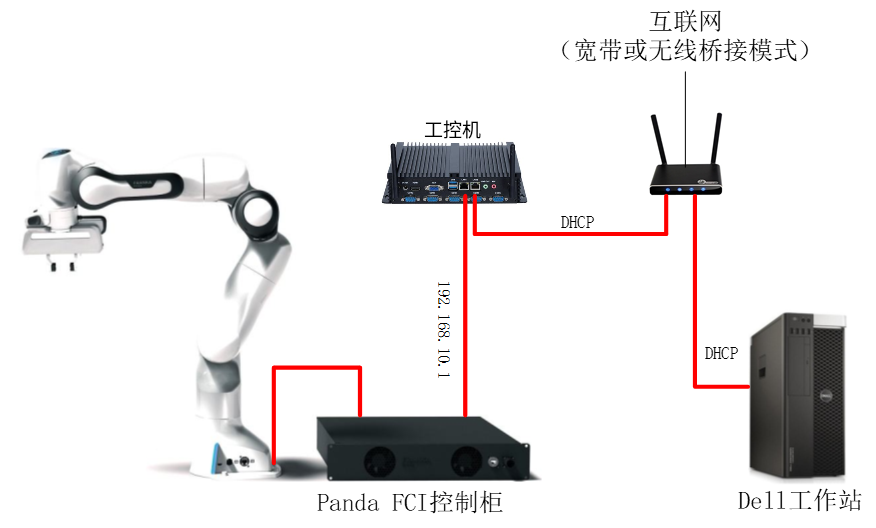 互联网
（宽带或无线桥接模式）
工控机
DHCP
192.168.10.1
DHCP
Panda FCI控制柜
Dell工作站